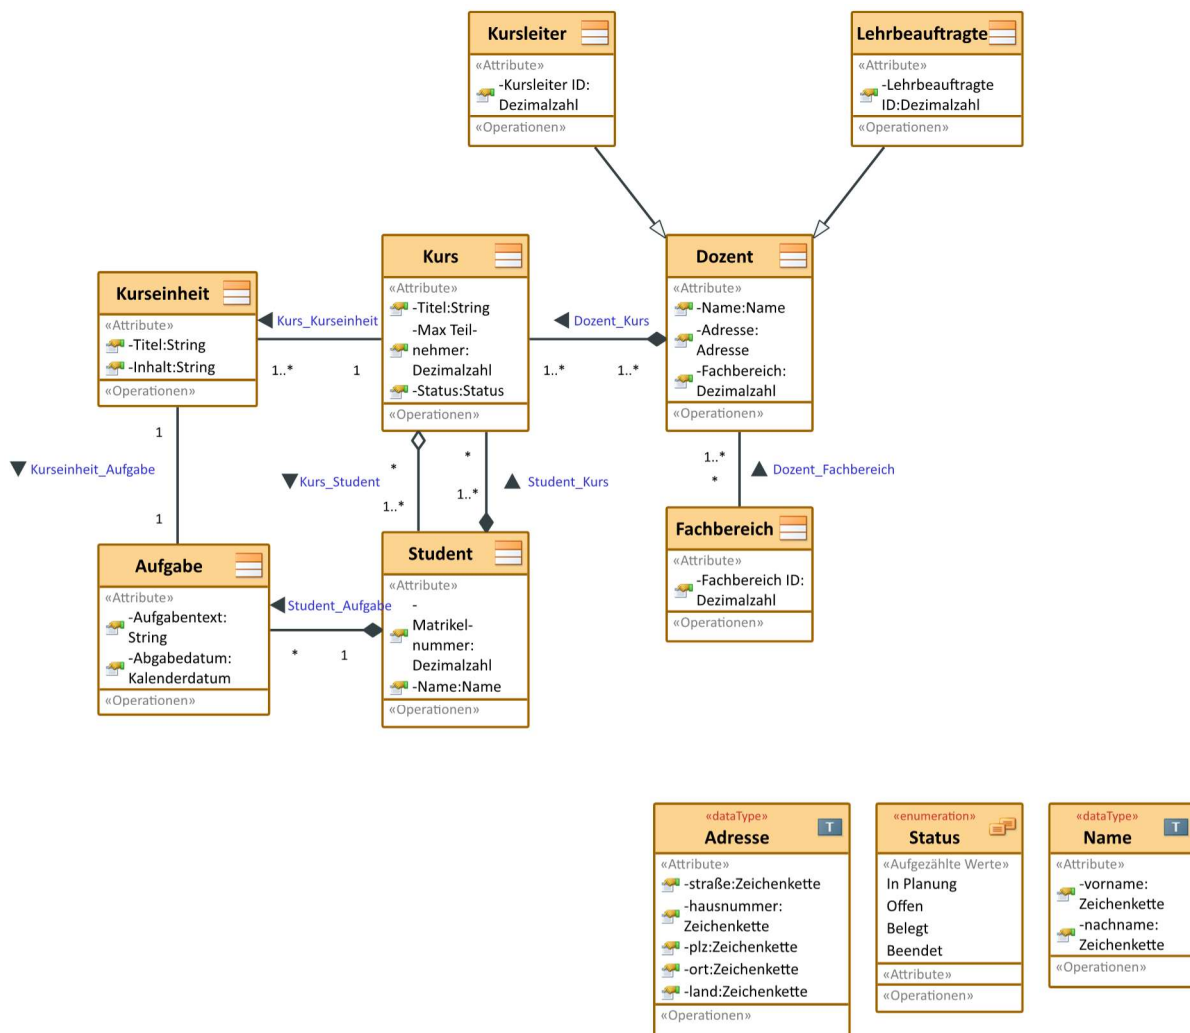 Kursleiter
«Attribute»
-Kursleiter ID:
Dezimalzahl
«Operationen»
Lehrbeauftragte
«Attribute»
-Lehrbeauftragte
ID:Dezimalzahl
«Operationen»
Kurseinheit
«Attribute»
-Titel:String
-Inhalt:String
«Operationen»
Kurs_Kurseinheit
1..*
1
Kurs
«Attribute»
-Titel:String
-Max Teil-
nehmer:
Dezimalzahl
-Status:Status
«Operationen»
Dozent_Kurs
1..*
1..*
Dozent
«Attribute»
-Name:Name
-Adresse:
Adresse
-Fachbereich:
Dezimalzahl
«Operationen»
1
Kurseinheit_Aufgabe
1
*
Kurs_Student
1..*
*
1..*
Student_Kurs
1..*
*
Dozent_Fachbereich
Aufgabe
«Attribute»
-Aufgabentext:
String
-Abgabedatum:
Kalenderdatum
«Operationen»
Student_Aufgabe
*
1
Student
«Attribute»
-
Matrikel-
nummer:
Dezimalzahl
-Name:Name
«Operationen»
Fachbereich
«Attribute»
-Fachbereich ID:
Dezimalzahl
«Operationen»
«dataType»
Adresse
T
«Attribute»
-straße:Zeichenkette
-hausnummer:
Zeichenkette
-plz:Zeichenkette
-ort:Zeichenkette
-land:Zeichenkette
«Operationen»
«enumeration»
Status
«Aufgezählte Werte»
In Planung
Offen
Belegt
Beendet
«Attribute»
«Operationen»
«dataType»
Name
T
«Attribute»
-vorname:
Zeichenkette
-nachname:
Zeichenkette
«Operationen»